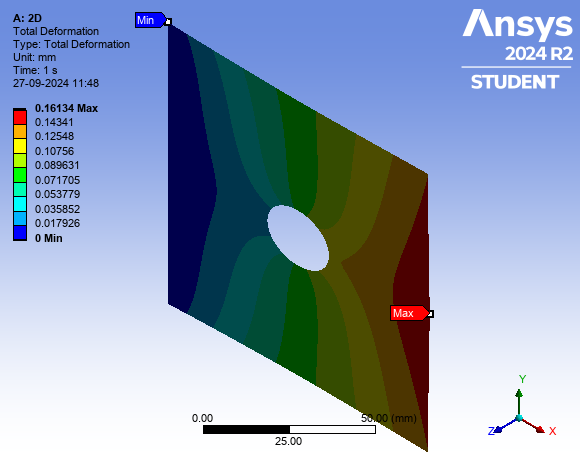 A: 2D
Total Deformation
Type: Total Deformation
Unit: mm
Time: 1 s
27-09-2024 11:48
0.16134 Max
0.14341
0.12548
0.10756
0.089631
0.071705
0.053779
0.035852
0.017926
0 Min
Min
Ansys
2024 R2
STUDENT
Max
0.00
50.00 (mm)
25.00
Y
Z
X